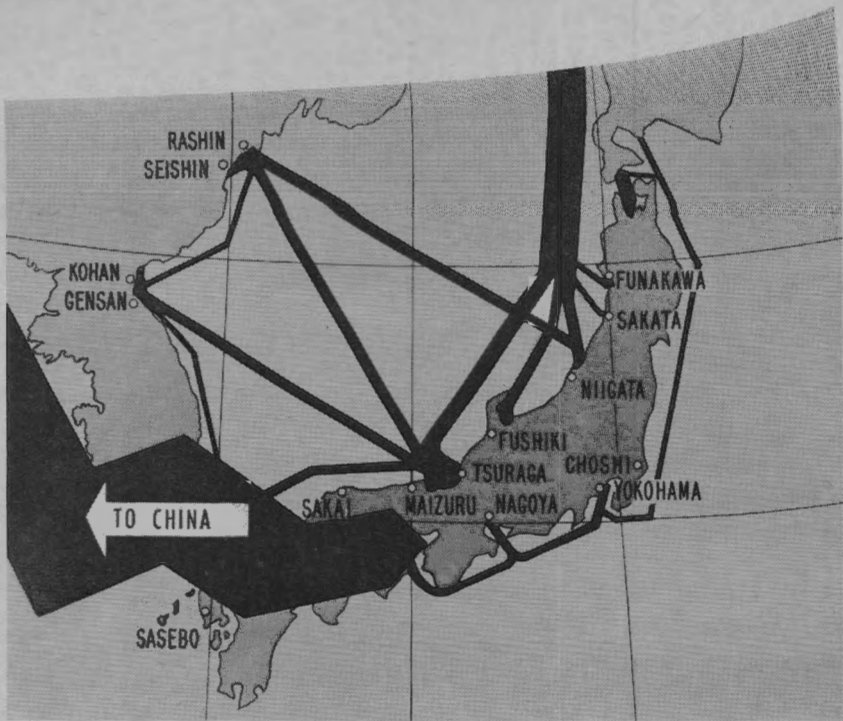 RASHIN
SEISHIN
KOHAN
GENSAN
FUNAKAWA
SAKATA
NIIGATA
FUSHIKI
TSURAGA
CHOSHI
SAKAI
MAIZURU
NAGOYA
YOKOHAMA
TO CHINA
SASEBO